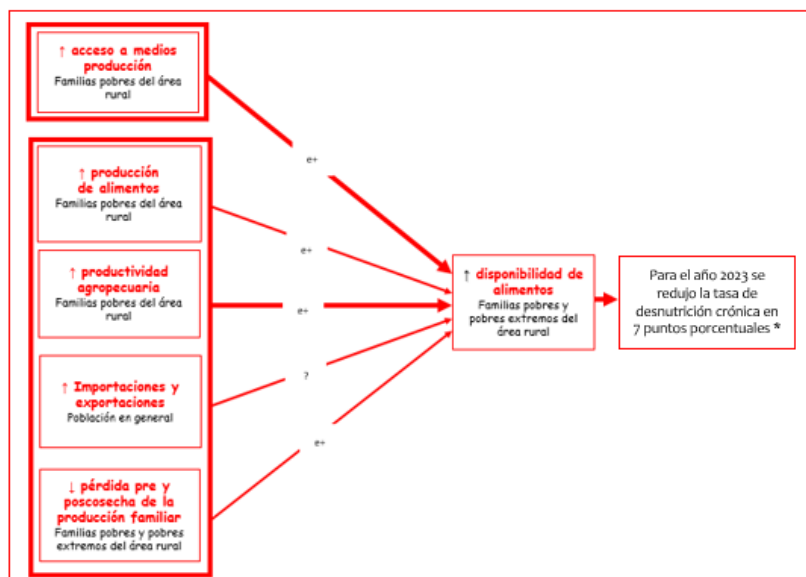 ↑ acceso a medios
producción
Familias pobres del área
rural
e+
↑ producción
de alimentos
Familias pobres del área
rural
e+
↑ productividad
agropecuaria
Familias pobres del área
rural
e+
↑ disponibilidad de
alimentos
Familias pobres y
pobres extremos del
área rural
Para el año 2023 se
redujo la tasa de
desnutrición crónica en
7 puntos porcentuales *
↑ Importaciones y
exportaciones
Población en general
?
e+
↓ pérdida pre y
poscosecha de la
producción familiar
Familias pobres y pobres
extremos del área rural